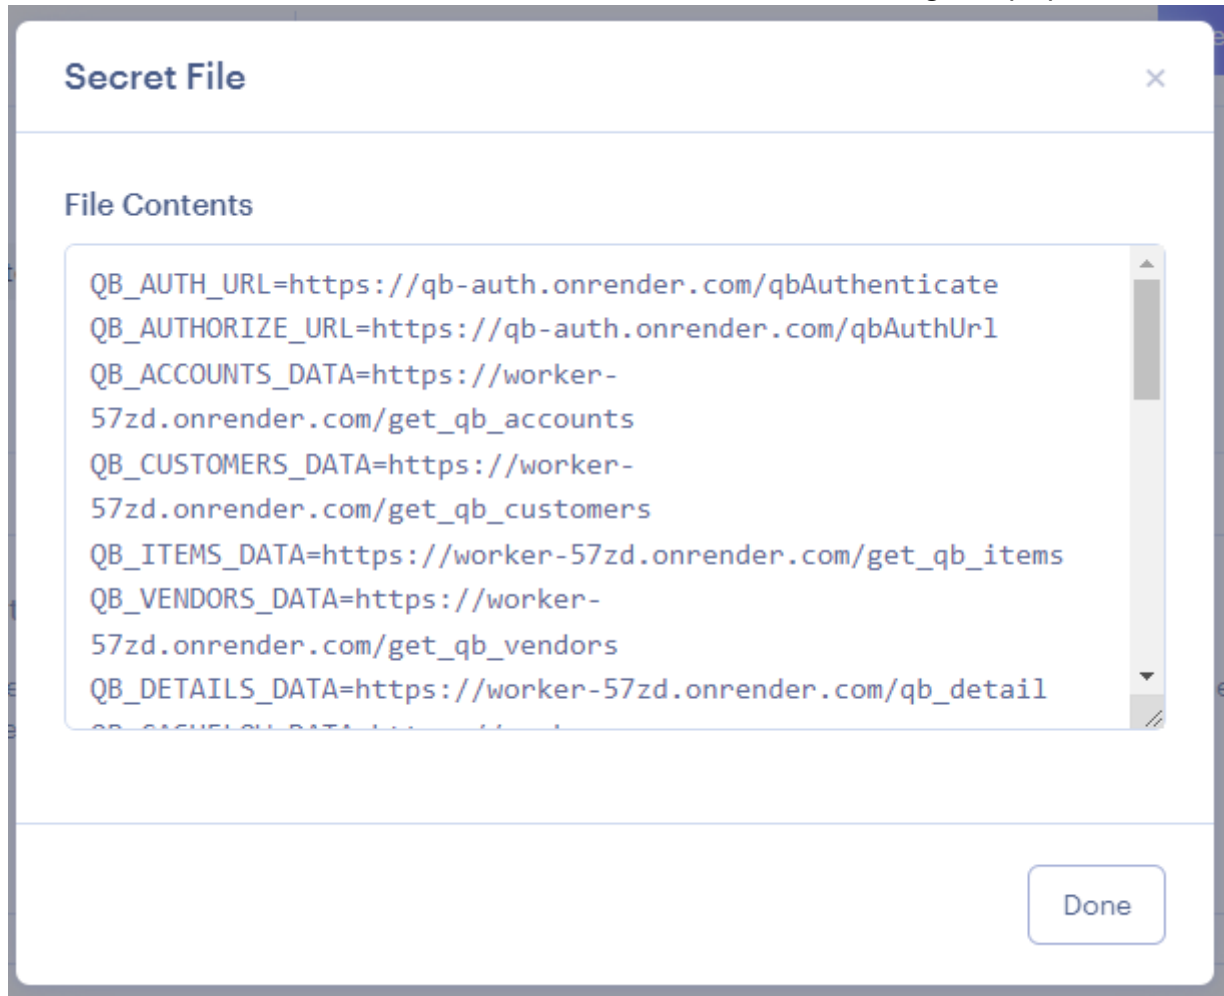 Secret File
×
File Contents
QB_AUTH_URL=https://qb-auth.onrender.com/qbAuthenticate
QB_AUTHORIZE_URL=https://qb-auth.onrender.com/qbAuthUrl
QB_ACCOUNTS_DATA=https://worker-
57zd.onrender.com/get_qb_accounts
QB_CUSTOMERS_DATA=https://worker-
57zd.onrender.com/get_qb_customers
QB_ITEMS_DATA=https://worker-57zd.onrender.com/get_qb_items
QB_VENDORS_DATA=https://worker-
57zd.onrender.com/get_qb_vendors
QB_DETAILS_DATA=https://worker-57zd.onrender.com/qb_detail
Done